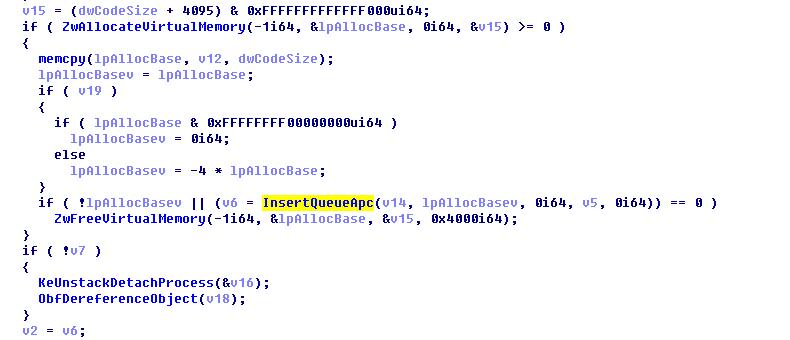 v15 = (dwCodeSize + 4095) & 0xFFFFFFFFFFFFF000ui64;
if ( ZwAllocateVirtualMemory(-1i64, &lpAllocBase, 0i64, &v15) >= 0 )
{
memcpy(lpAllocBase, v12, dwCodeSize);
lpAllocBasev = lpAllocBase;
if ( v19 )
{
if ( lpAllocBase & 0xFFFFFFFF00000000ui64 )
lpAllocBasev = 0i64;
else
lpAllocBasev = -4 * lpAllocBase;
}
if ( !lpAllocBasev || (v6 = InsertQueueApc(v14, lpAllocBasev, 0i64, v5, 0i64)) == 0 )
ZwFreeVirtualMemory(-1i64, &lpAllocBase, &v15, 0x4000i64);
}
if ( !v7 )
{
KeUnstackDetachProcess(&v16);
ObfDereferenceObject(v18);
}
v2 = v6;